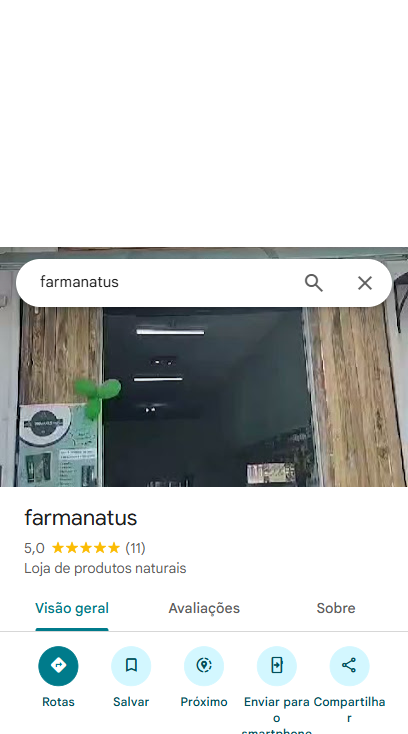 farmanatus
farmanatus
5,0 (11)
Loja de produtos naturais
Visão geral Avaliações Sobre
Rotas Salvar Próximo Enviar para Compartilha
o r
smartphone